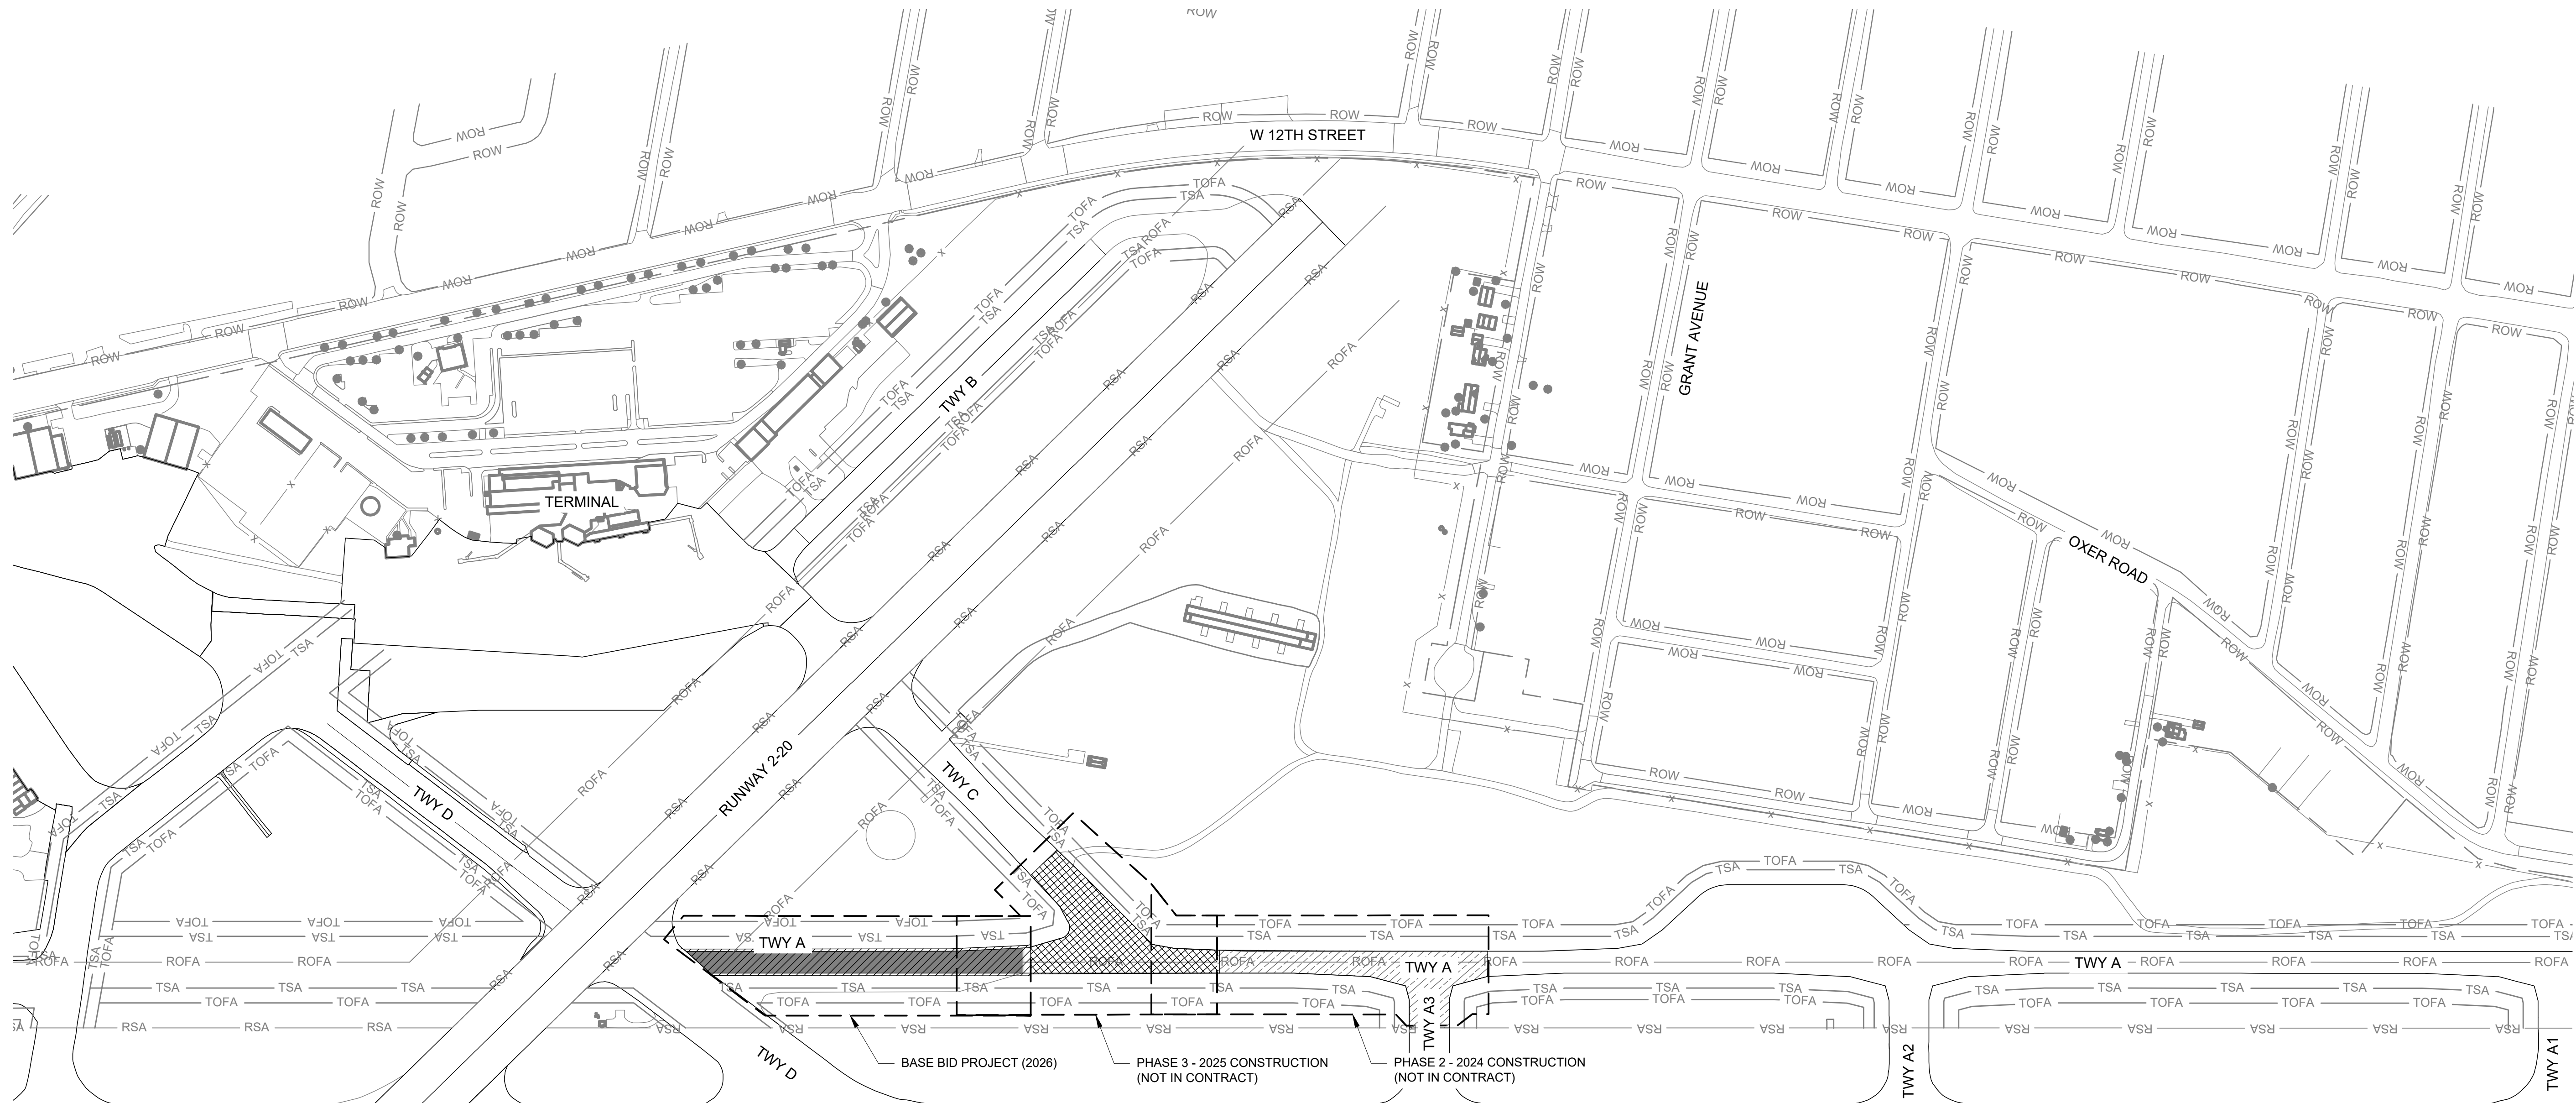 W 12TH STREET
GRANT AVENUE
TWY B
TERMINAL
OXER ROAD
RUNWAY 2-20
TWY C
TWY D
TWY A
TWY A
TWY A
TWY A3
TWY D
TWY A2
TWY A1
BASE BID PROJECT (2026)
PHASE 3 - 2025 CONSTRUCTION
(NOT IN CONTRACT)
PHASE 2 - 2024 CONSTRUCTION
(NOT IN CONTRACT)
ROW
TOFA
TSA
ROFA
RSA
x